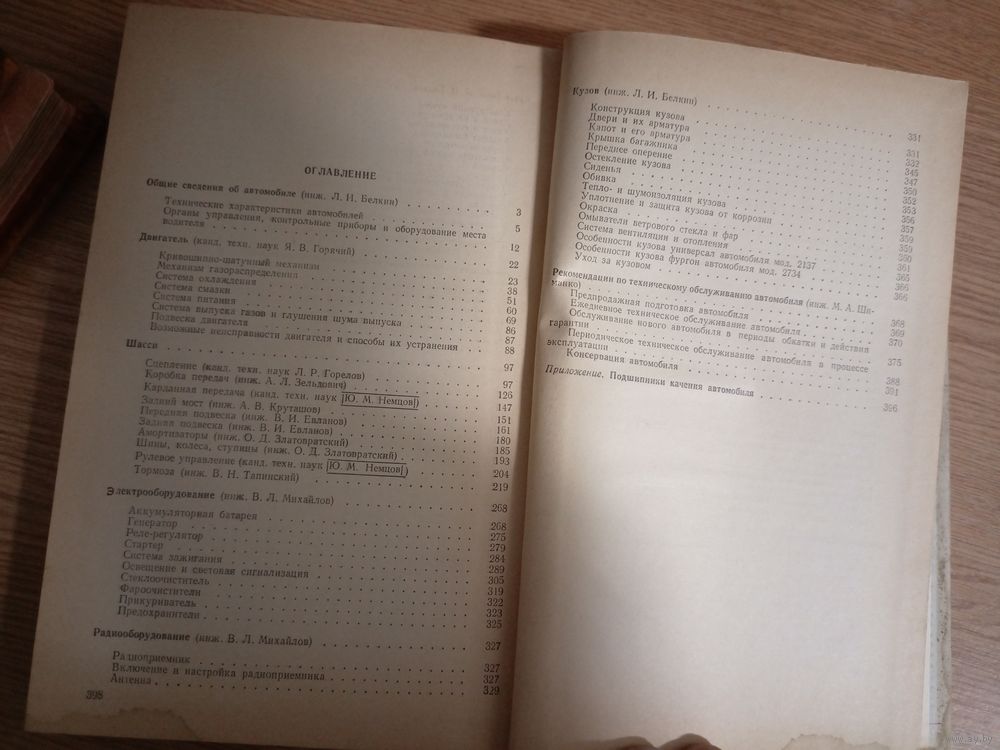 ОГЛАВЛЕНИЕ
Общие сведения об автомобиле (инж. Л. И. Белкин) 3
Технические характеристики автомобилей 5
Органы управления, контрольные приборы и оборудование места
водителя 12
Двигатель (канд. техн. наук Я. В. Горячий) 22
Кривошипно-шатунный механизм 23
Механизм газораспределения 38
Система охлаждения 51
Система смазки 60
Система питания 69
Система выпуска газов и глушения шума выпуска 86
Подвеска двигателя 87
Возможные неисправности двигателя и способы их устранения 88
Шасси 97
Сцепление (канд. техн. наук Л. Р. Горелов) 97
Коробка передач (инж. А. Л. Зельдович) 126
Карданная передача (канд. техн. наук Ю. М. Немцов) 147
Задний мост (инж. А. В. Круташов) 151
Передняя подвеска (инж. В. И. Евланов) 161
Задняя подвеска (инж. В. И. Евланов) 180
Амортизаторы (инж. О. Д. Златовратский) 185
Шины, колеса, ступицы (инж. О. Д. Златовратский) 193
Рулевое управление (канд. техн. наук Ю. М. Немцов) 204
Тормоза (инж. В. Н. Тапинский) 219
Электрооборудование (инж. В. Л. Михайлов) 268
Аккумуляторная батарея 268
Генератор 275
Реле-регулятор 279
Стартер 284
Система зажигания 289
Освещение и световая сигнализация 305
Стеклоочиститель 319
Фароочистители 322
Прикуриватель 323
Предохранители 325
Радиооборудование (инж. В. Л. Михайлов) 327
Радиоприемник 327
Включение и настройка радиоприемника 327
Антенна 329
398
Кузов (инж. Л. И. Белкин) 331
Конструкция кузова 331
Двери и их арматура 332
Капот и его арматура 345
Крышка багажника 347
Переднее оперение 350
Остекление кузова 352
Сиденья 353
Обивка 356
Тепло- и шумоизоляция кузова 357
Уплотнение и защита кузова от коррозии 359
Окраска 359
Омыватели ветрового стекла и фар 360
Система вентиляции и отопления 361
Особенности кузова универсал автомобиля мод. 2137 365
Особенности кузова фургон автомобиля мод. 2734 366
Уход за кузовом 366
Рекомендации по техническому обслуживанию автомобиля (инж. М. А. Ши-
манко) 368
Предпродажная подготовка автомобиля 369
Ежедневное техническое обслуживание автомобиля 370
Обслуживание нового автомобиля в периоды обкатки и действия
гарантии 375
Периодическое техническое обслуживание автомобиля в процессе
эксплуатации 388
Консервация автомобиля 391
Приложение. Подшипники качения автомобиля 396
www.ay.by